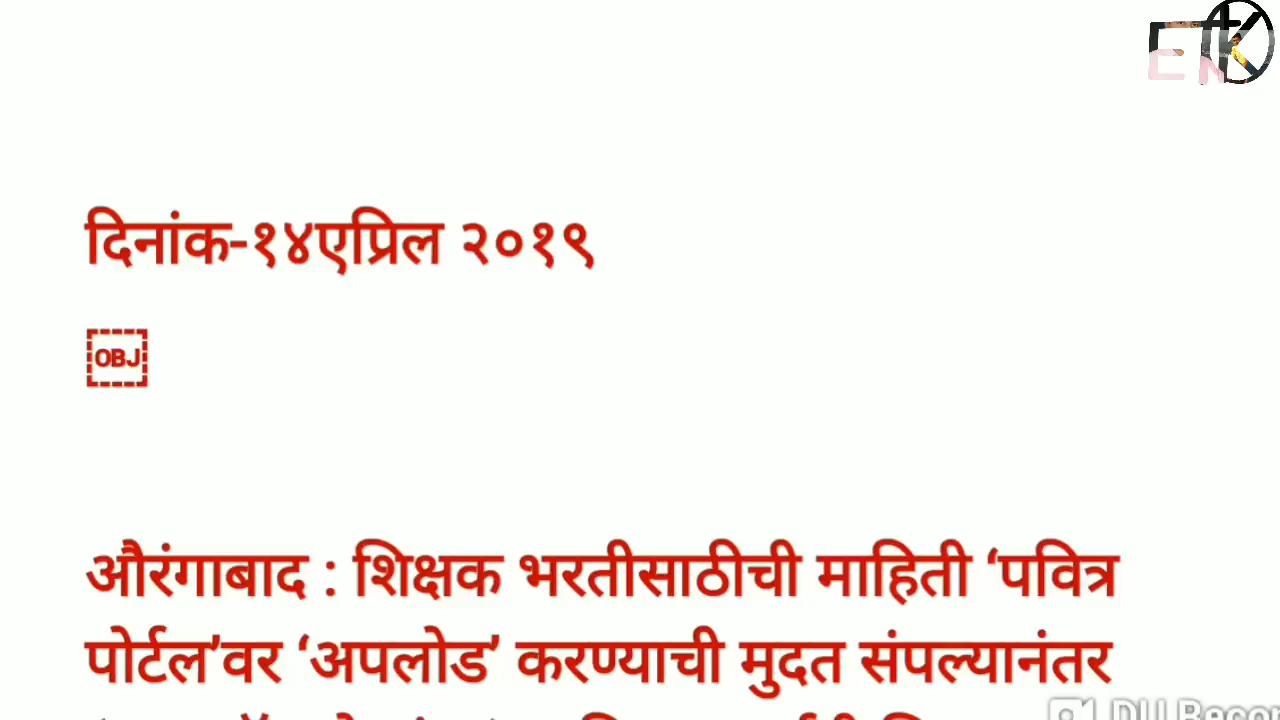 दिनांक-१४एप्रिल २०१९
OBJ
औरंगाबाद : शिक्षक भरतीसाठीची माहिती ‘पवित्र
पोर्टल’वर ‘अपलोड’ करण्याची मुदत संपल्यानंतर